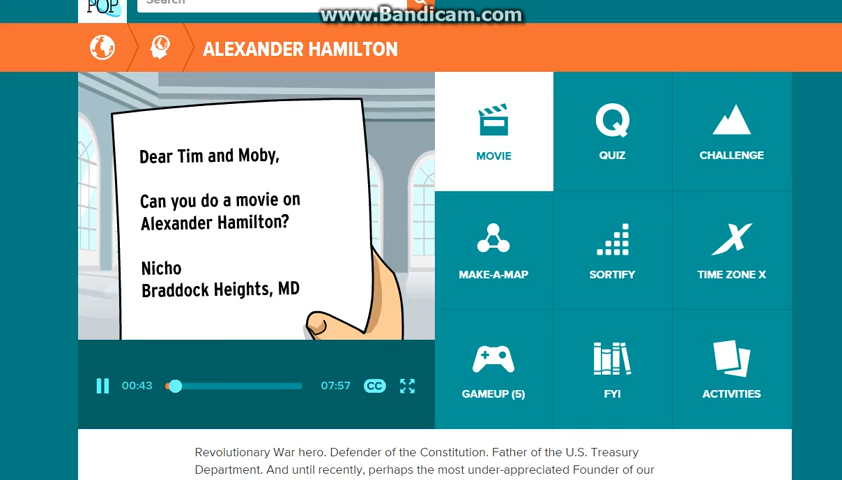 www.Bandicam.com
POP
Search
ALEXANDER HAMILTON
Dear Tim and Moby,
Can you do a movie on
Alexander Hamilton?
Nicho
Braddock Heights, MD
00:43
07:57
CC
MOVIE
QUIZ
CHALLENGE
MAKE-A-MAP
SORTIFY
TIME ZONE X
GAMEUP (5)
FYI
ACTIVITIES
Revolutionary War hero. Defender of the Constitution. Father of the U.S. Treasury
Department. And until recently, perhaps the most under-appreciated Founder of our